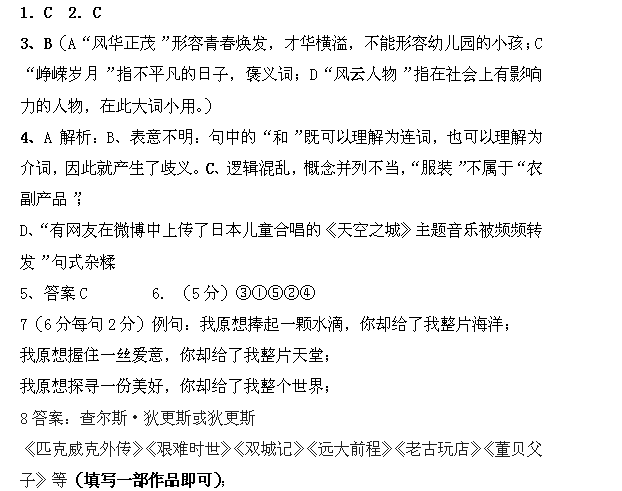 1. C  2. C
3、B（A“风华正茂”形容青春焕发，才华横溢，不能形容幼儿园的小孩；C
“峥嵘岁月”指不平凡的日子，褒义词；D“风云人物”指在社会上有影响
力的人物，在此大词小用。）
4、A 解析：B、表意不明：句中的“和”既可以理解为连词，也可以理解为
介词，因此就产生了歧义。C、逻辑混乱，概念并列不当，“服装”不属于“农
副产品”；
D、“有网友在微博中上传了日本儿童合唱的《天空之城》主题音乐被频频转
发”句式杂糅
5、答案C  6. （5分）③①⑤②④
7（6分每句2分）例句：我原想捧起一颗水滴，你却给了我整片海洋；
我原想握住一丝爱意，你却给了我整片天堂；
我原想探寻一份美好，你却给了我整个世界；
8答案：查尔斯·狄更斯或狄更斯
《匹克威克外传》《艰难时世》《双城记》《远大前程》《老古玩店》《董贝父
子》等（填写一部作品即可）；